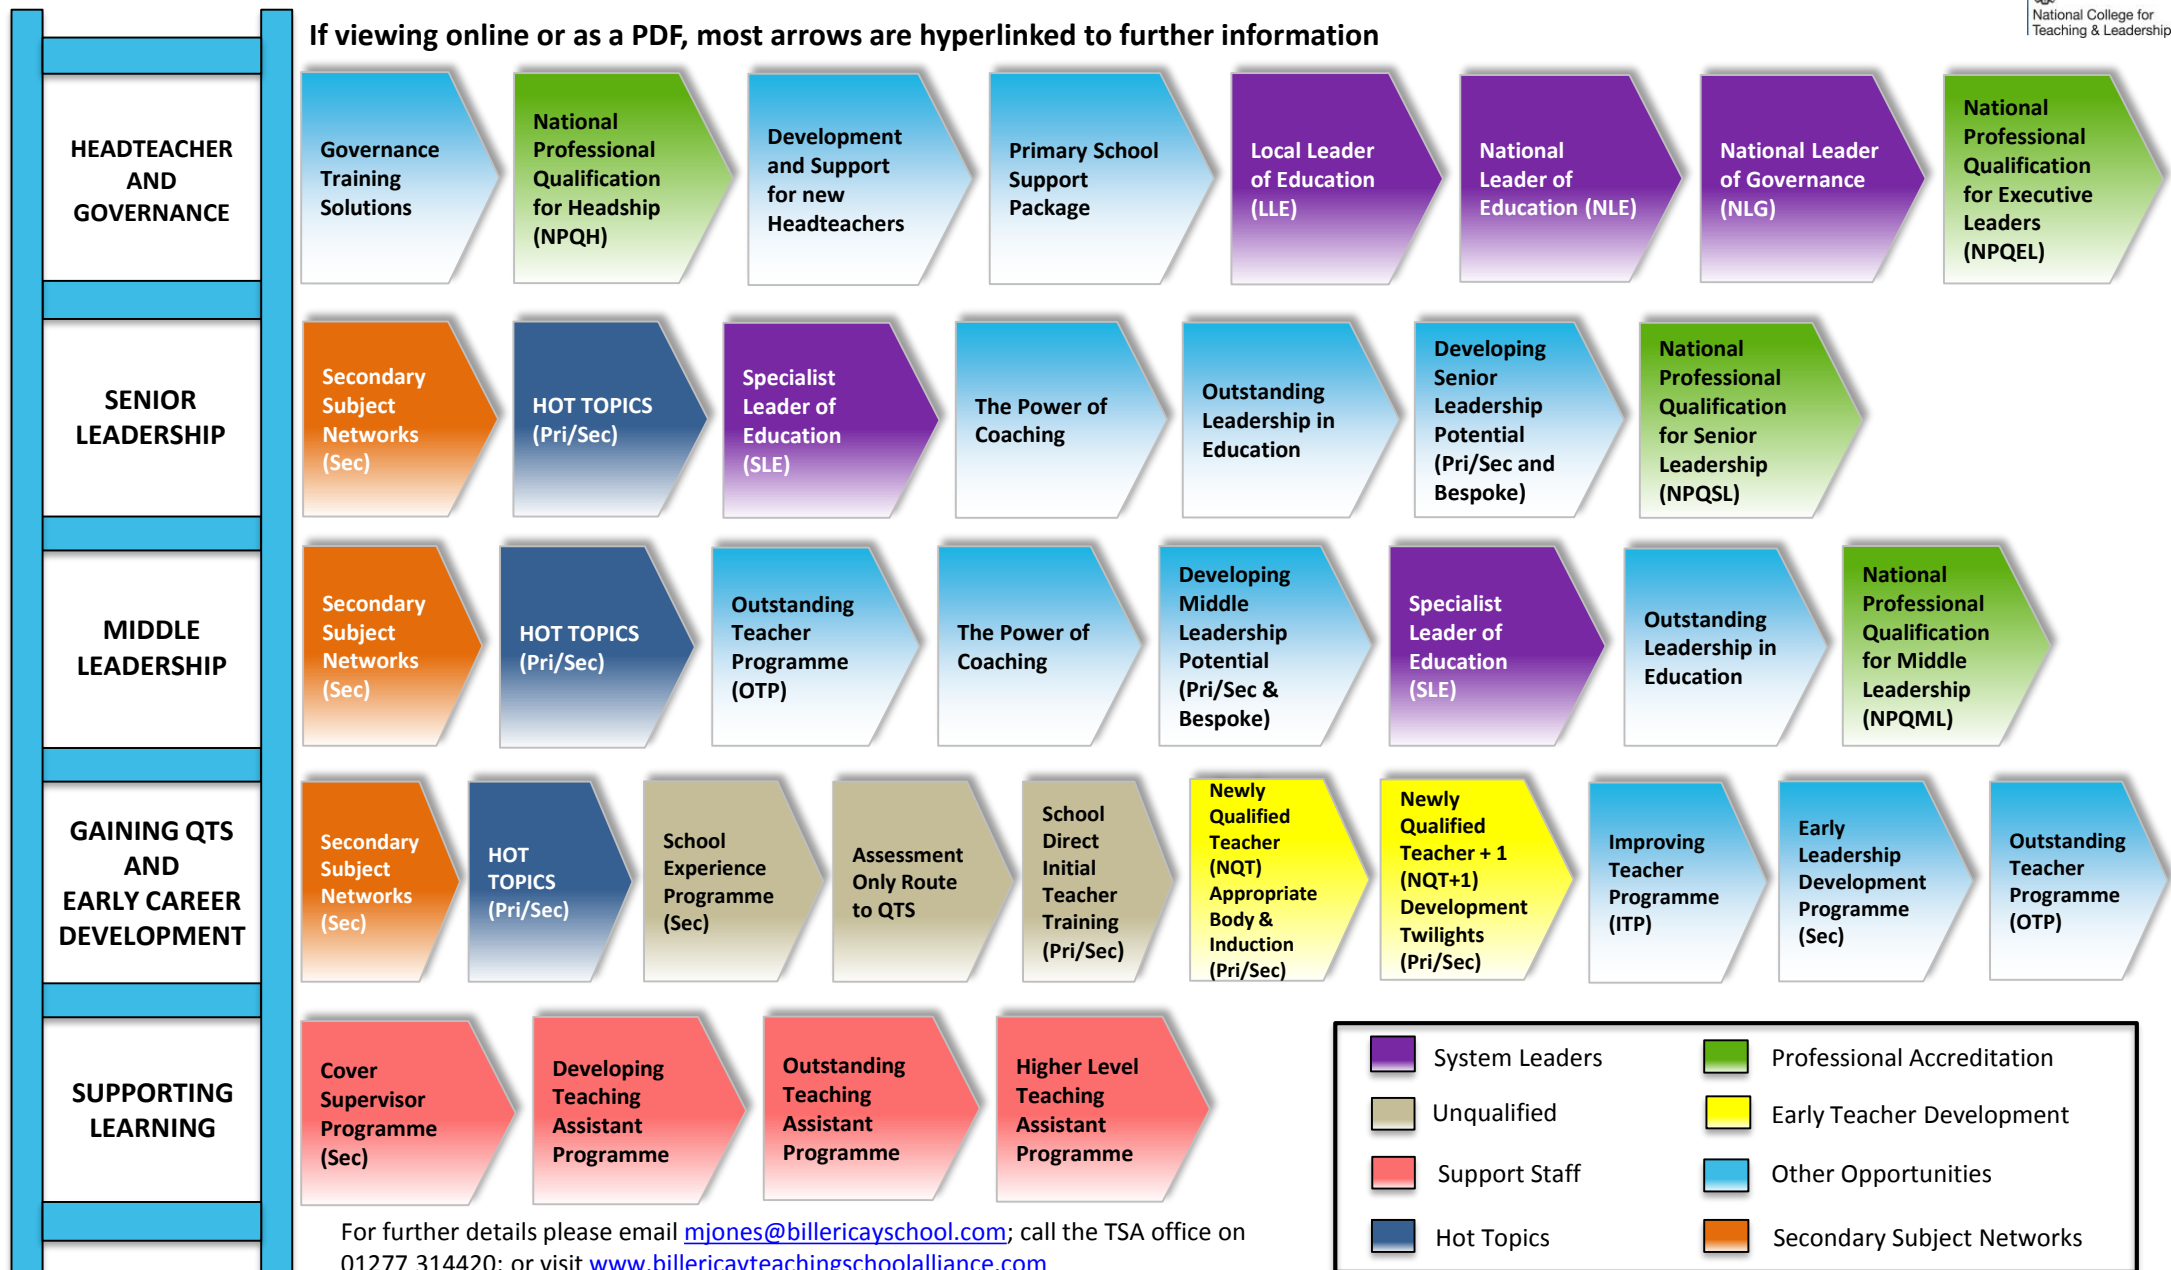 National College for
Teaching & Leadership
If viewing online or as a PDF, most arrows are hyperlinked to further information
HEADTEACHER
AND
GOVERNANCE
Governance
Training
Solutions
National
Professional
Qualification
for Headship
(NPQH)
Development
and Support
for new
Headteachers
Primary School
Support
Package
Local Leader
of Education
(LLE)
National
Leader of
Education (NLE)
National Leader
of Governance
(NLG)
National
Professional
Qualification
for Executive
Leaders
(NPQEL)
SENIOR
LEADERSHIP
Secondary
Subject
Networks
(Sec)
HOT TOPICS
(Pri/Sec)
Specialist
Leader of
Education
(SLE)
The Power of
Coaching
Outstanding
Leadership in
Education
Developing
Senior
Leadership
Potential
(Pri/Sec and
Bespoke)
National
Professional
Qualification
for Senior
Leadership
(NPQSL)
MIDDLE
LEADERSHIP
Secondary
Subject
Networks
(Sec)
HOT TOPICS
(Pri/Sec)
Outstanding
Teacher
Programme
(OTP)
The Power of
Coaching
Developing
Middle
Leadership
Potential
(Pri/Sec &
Bespoke)
Specialist
Leader of
Education
(SLE)
Outstanding
Leadership in
Education
National
Professional
Qualification
for Middle
Leadership
(NPQML)
GAINING QTS
AND
EARLY CAREER
DEVELOPMENT
Secondary
Subject
Networks
(Sec)
HOT
TOPICS
(Pri/Sec)
School
Experience
Programme
(Sec)
Assessment
Only Route
to QTS
School
Direct
Initial
Teacher
Training
(Pri/Sec)
Newly
Qualified
Teacher
(NQT)
Appropriate
Body &
Induction
(Pri/Sec)
Newly
Qualified
Teacher + 1
(NQT+1)
Development
Twilights
(Pri/Sec)
Improving
Teacher
Programme
(ITP)
Early
Leadership
Development
Programme
(Sec)
Outstanding
Teacher
Programme
(OTP)
SUPPORTING
LEARNING
Cover
Supervisor
Programme
(Sec)
Developing
Teaching
Assistant
Programme
Outstanding
Teaching
Assistant
Programme
Higher Level
Teaching
Assistant
Programme
System Leaders
Professional Accreditation
Unqualified
Early Teacher Development
Support Staff
Other Opportunities
Hot Topics
Secondary Subject Networks
For further details please email mjones@billericayschool.com; call the TSA office on
01277 314420; or visit www.billericayteachingschoolalliance.com